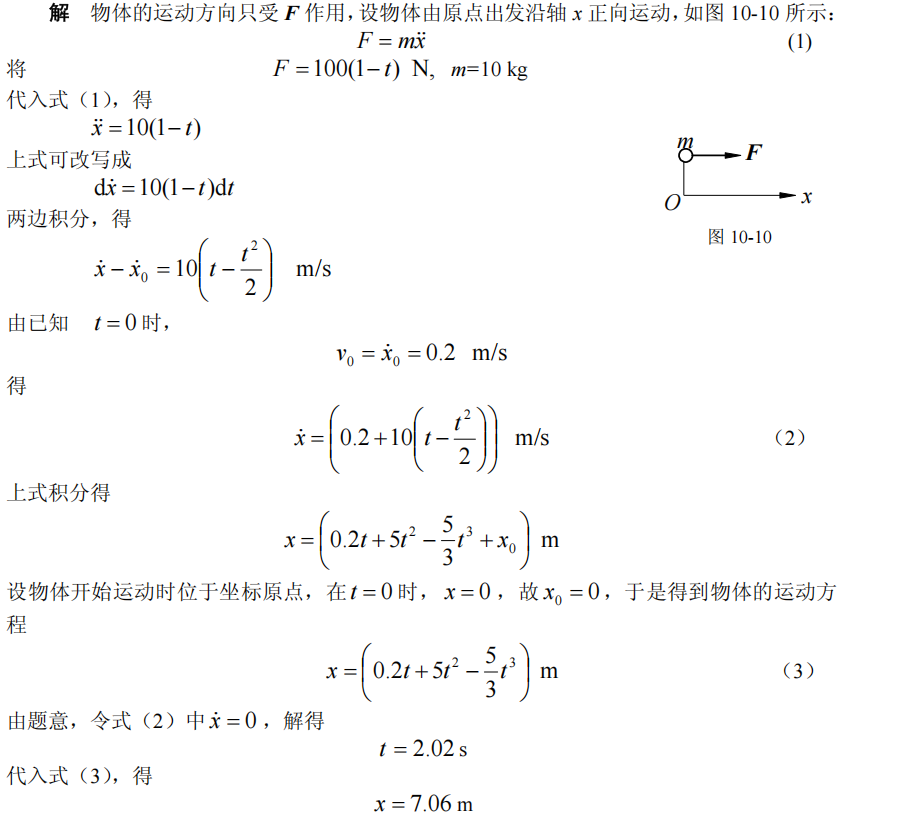 解 物体的运动方向只受 F 作用，设物体由原点出发沿轴 x 正向运动，如图 10-10 所示：
F = mẍ (1)
将 F = 100(1−t) N, m=10 kg
代入式（1），得
ẍ = 10(1−t)
上式可改写成
dẋ = 10(1−t)dt
两边积分，得
ẋ − ẋ₀ = 10(t − t²/2) m/s
由已知 t = 0 时，
v₀ = ẋ₀ = 0.2 m/s
得
ẋ = (0.2 + 10(t − t²/2)) m/s （2）
上式积分得
x = (0.2t + 5t² − 5/3 t³ + x₀) m
设物体开始运动时位于坐标原点，在 t = 0 时， x = 0 ，故 x₀ = 0 ，于是得到物体的运动方
程
x = (0.2t + 5t² − 5/3 t³) m （3）
由题意，令式（2）中 ẋ = 0 ，解得
t = 2.02 s
代入式（3），得
x = 7.06 m
m
F
O
x
图 10-10